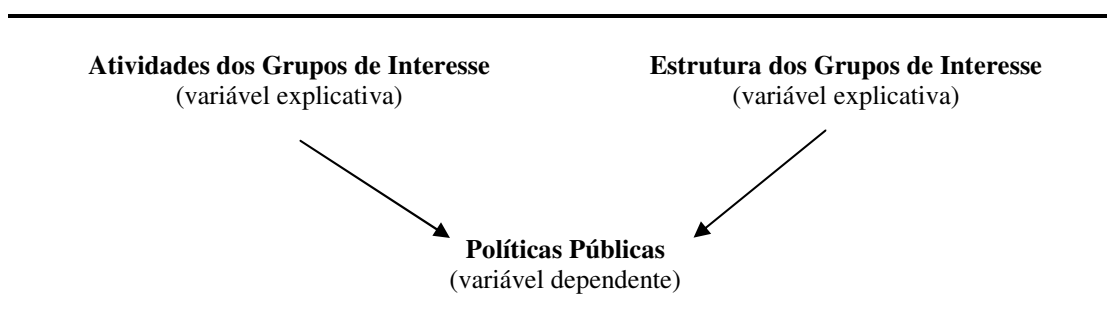 Atividades dos Grupos de Interesse
(variável explicativa)
Estrutura dos Grupos de Interesse
(variável explicativa)
Políticas Públicas
(variável dependente)